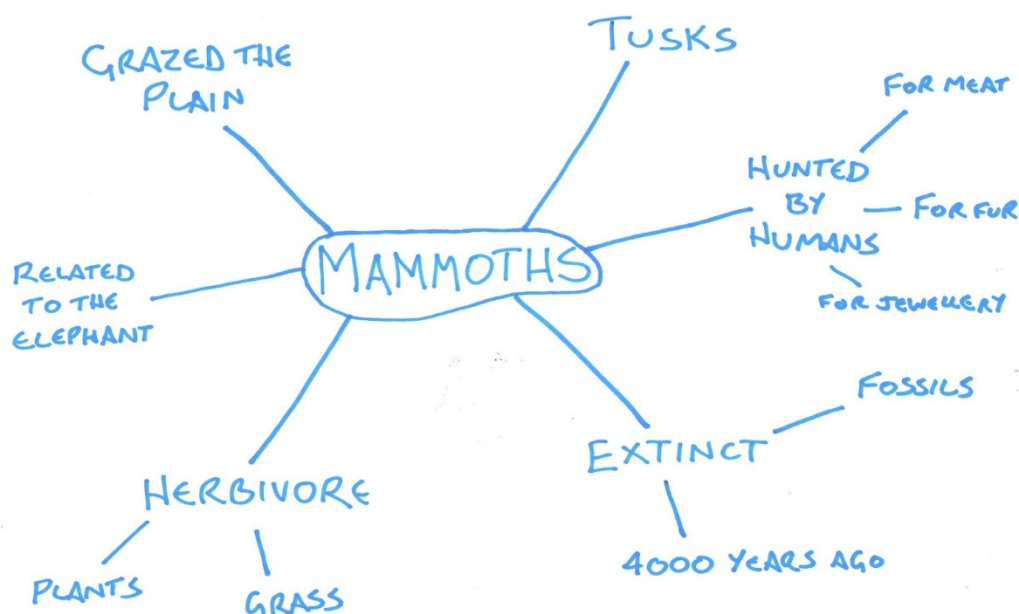 TUSKS
GRAZED THE
PLAIN
FOR MEAT
HUNTED
BY
HUMANS
FOR FUR
FOR JEWELLERY
MAMMOTHS
RELATED
TO THE
ELEPHANT
FOSSILS
EXTINCT
4000 YEARS AGO
HERBIVORE
PLANTS
GRASS